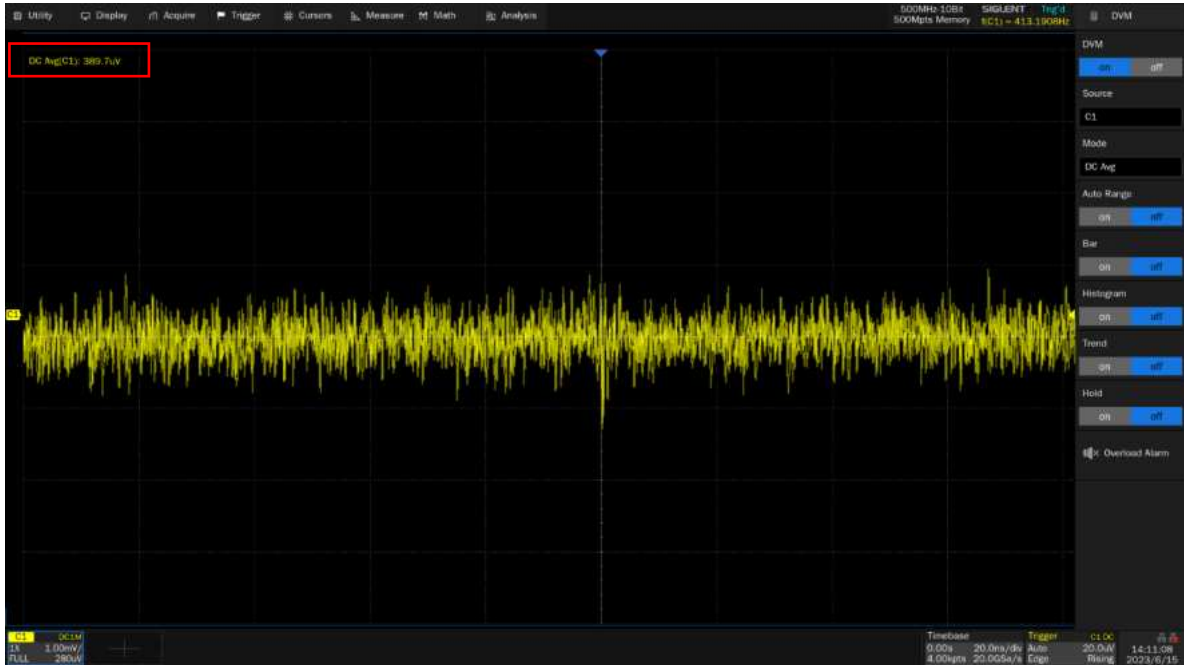 Utility Display Acquire Trigger Cursors Measure Math Analysis
500MHz 10Bit SIGLENT Trig'd
500Mpts Memory f(C1) = 413.1908Hz
DVM
DC Avg(C1): 389.7uV
DVM
on off
Source
C1
Mode
DC Avg
Auto Range
on off
Bar
on off
Histogram
on off
Trend
on off
Hold
on off
Overload Alarm
C1
C1 DC1M
1X 1.00mV/
FULL 280uV
Timebase
0.00s 20.0ns/div
4.00kpts 20.0GSa/s
Trigger C1 DC
Auto 20.0uV
Edge Rising
14:11:08
2023/6/15